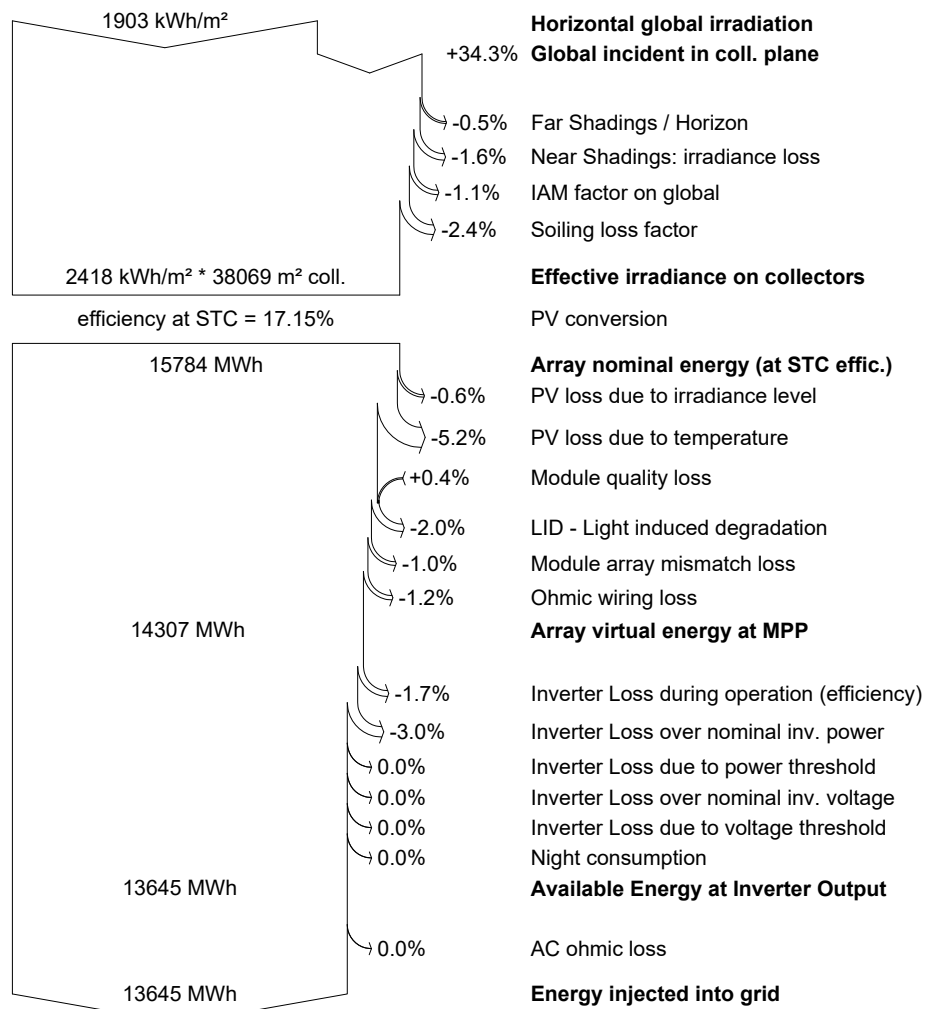 1903 kWh/m² Horizontal global irradiation
+34.3% Global incident in coll. plane
-0.5% Far Shadings / Horizon
-1.6% Near Shadings: irradiance loss
-1.1% IAM factor on global
-2.4% Soiling loss factor
2418 kWh/m² * 38069 m² coll. Effective irradiance on collectors
efficiency at STC = 17.15% PV conversion
15784 MWh Array nominal energy (at STC effic.)
-0.6% PV loss due to irradiance level
-5.2% PV loss due to temperature
+0.4% Module quality loss
-2.0% LID - Light induced degradation
-1.0% Module array mismatch loss
-1.2% Ohmic wiring loss
14307 MWh Array virtual energy at MPP
-1.7% Inverter Loss during operation (efficiency)
-3.0% Inverter Loss over nominal inv. power
0.0% Inverter Loss due to power threshold
0.0% Inverter Loss over nominal inv. voltage
0.0% Inverter Loss due to voltage threshold
0.0% Night consumption
13645 MWh Available Energy at Inverter Output
0.0% AC ohmic loss
13645 MWh Energy injected into grid